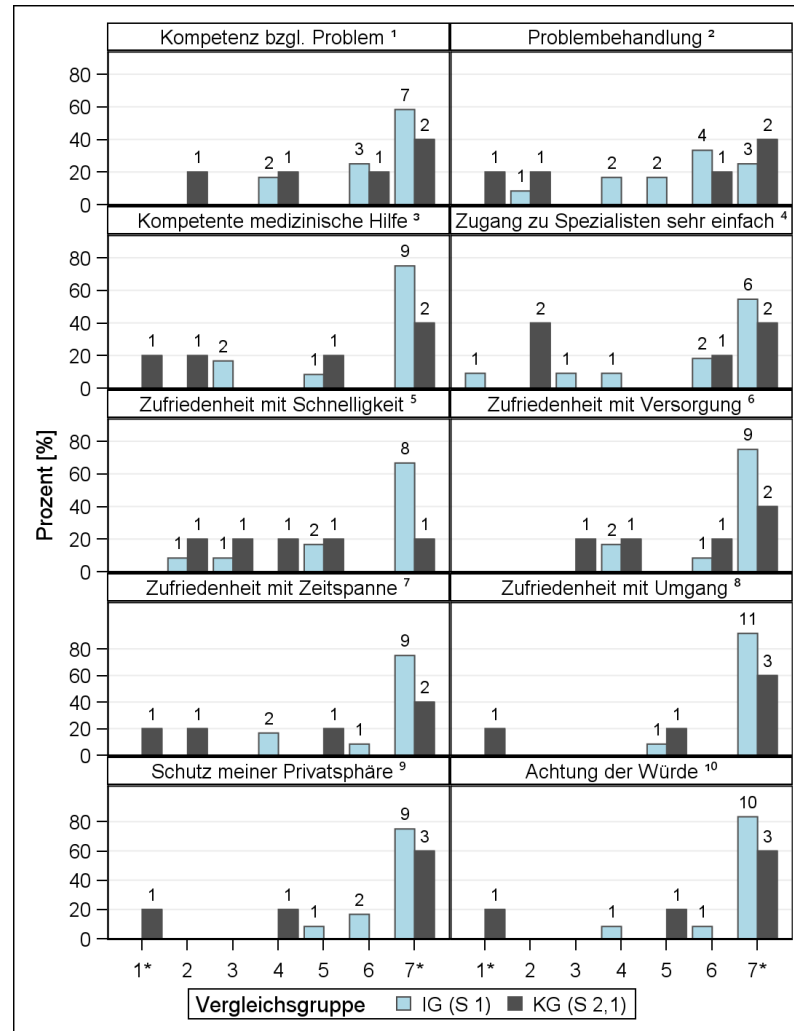 Kompetenz bzgl. Problem ¹ Problembehandlung ²
80
60
40
20
0
1 2 1 3 1 7 2
1 1 1 2 2 4 1 3 2
Kompetente medizinische Hilfe ³ Zugang zu Spezialisten sehr einfach ⁴
80
60
40
20
0
1 1 2 1 1 9 2
1 2 1 1 2 1 6 2
Zufriedenheit mit Schnelligkeit ⁵ Zufriedenheit mit Versorgung ⁶
80
60
40
20
0
1 1 1 1 1 2 1 8 1
1 2 1 1 1 9 2
Zufriedenheit mit Zeitspanne ⁷ Zufriedenheit mit Umgang ⁸
80
60
40
20
0
1 1 2 1 1 9 2
1 1 1 11 3
Schutz meiner Privatsphäre ⁹ Achtung der Würde ¹⁰
80
60
40
20
0
1 1 1 2 9 3
1 1 1 1 10 3
Prozent [%]
1* 2 3 4 5 6 7* 1* 2 3 4 5 6 7*
Vergleichsgruppe IG (S 1) KG (S 2,1)